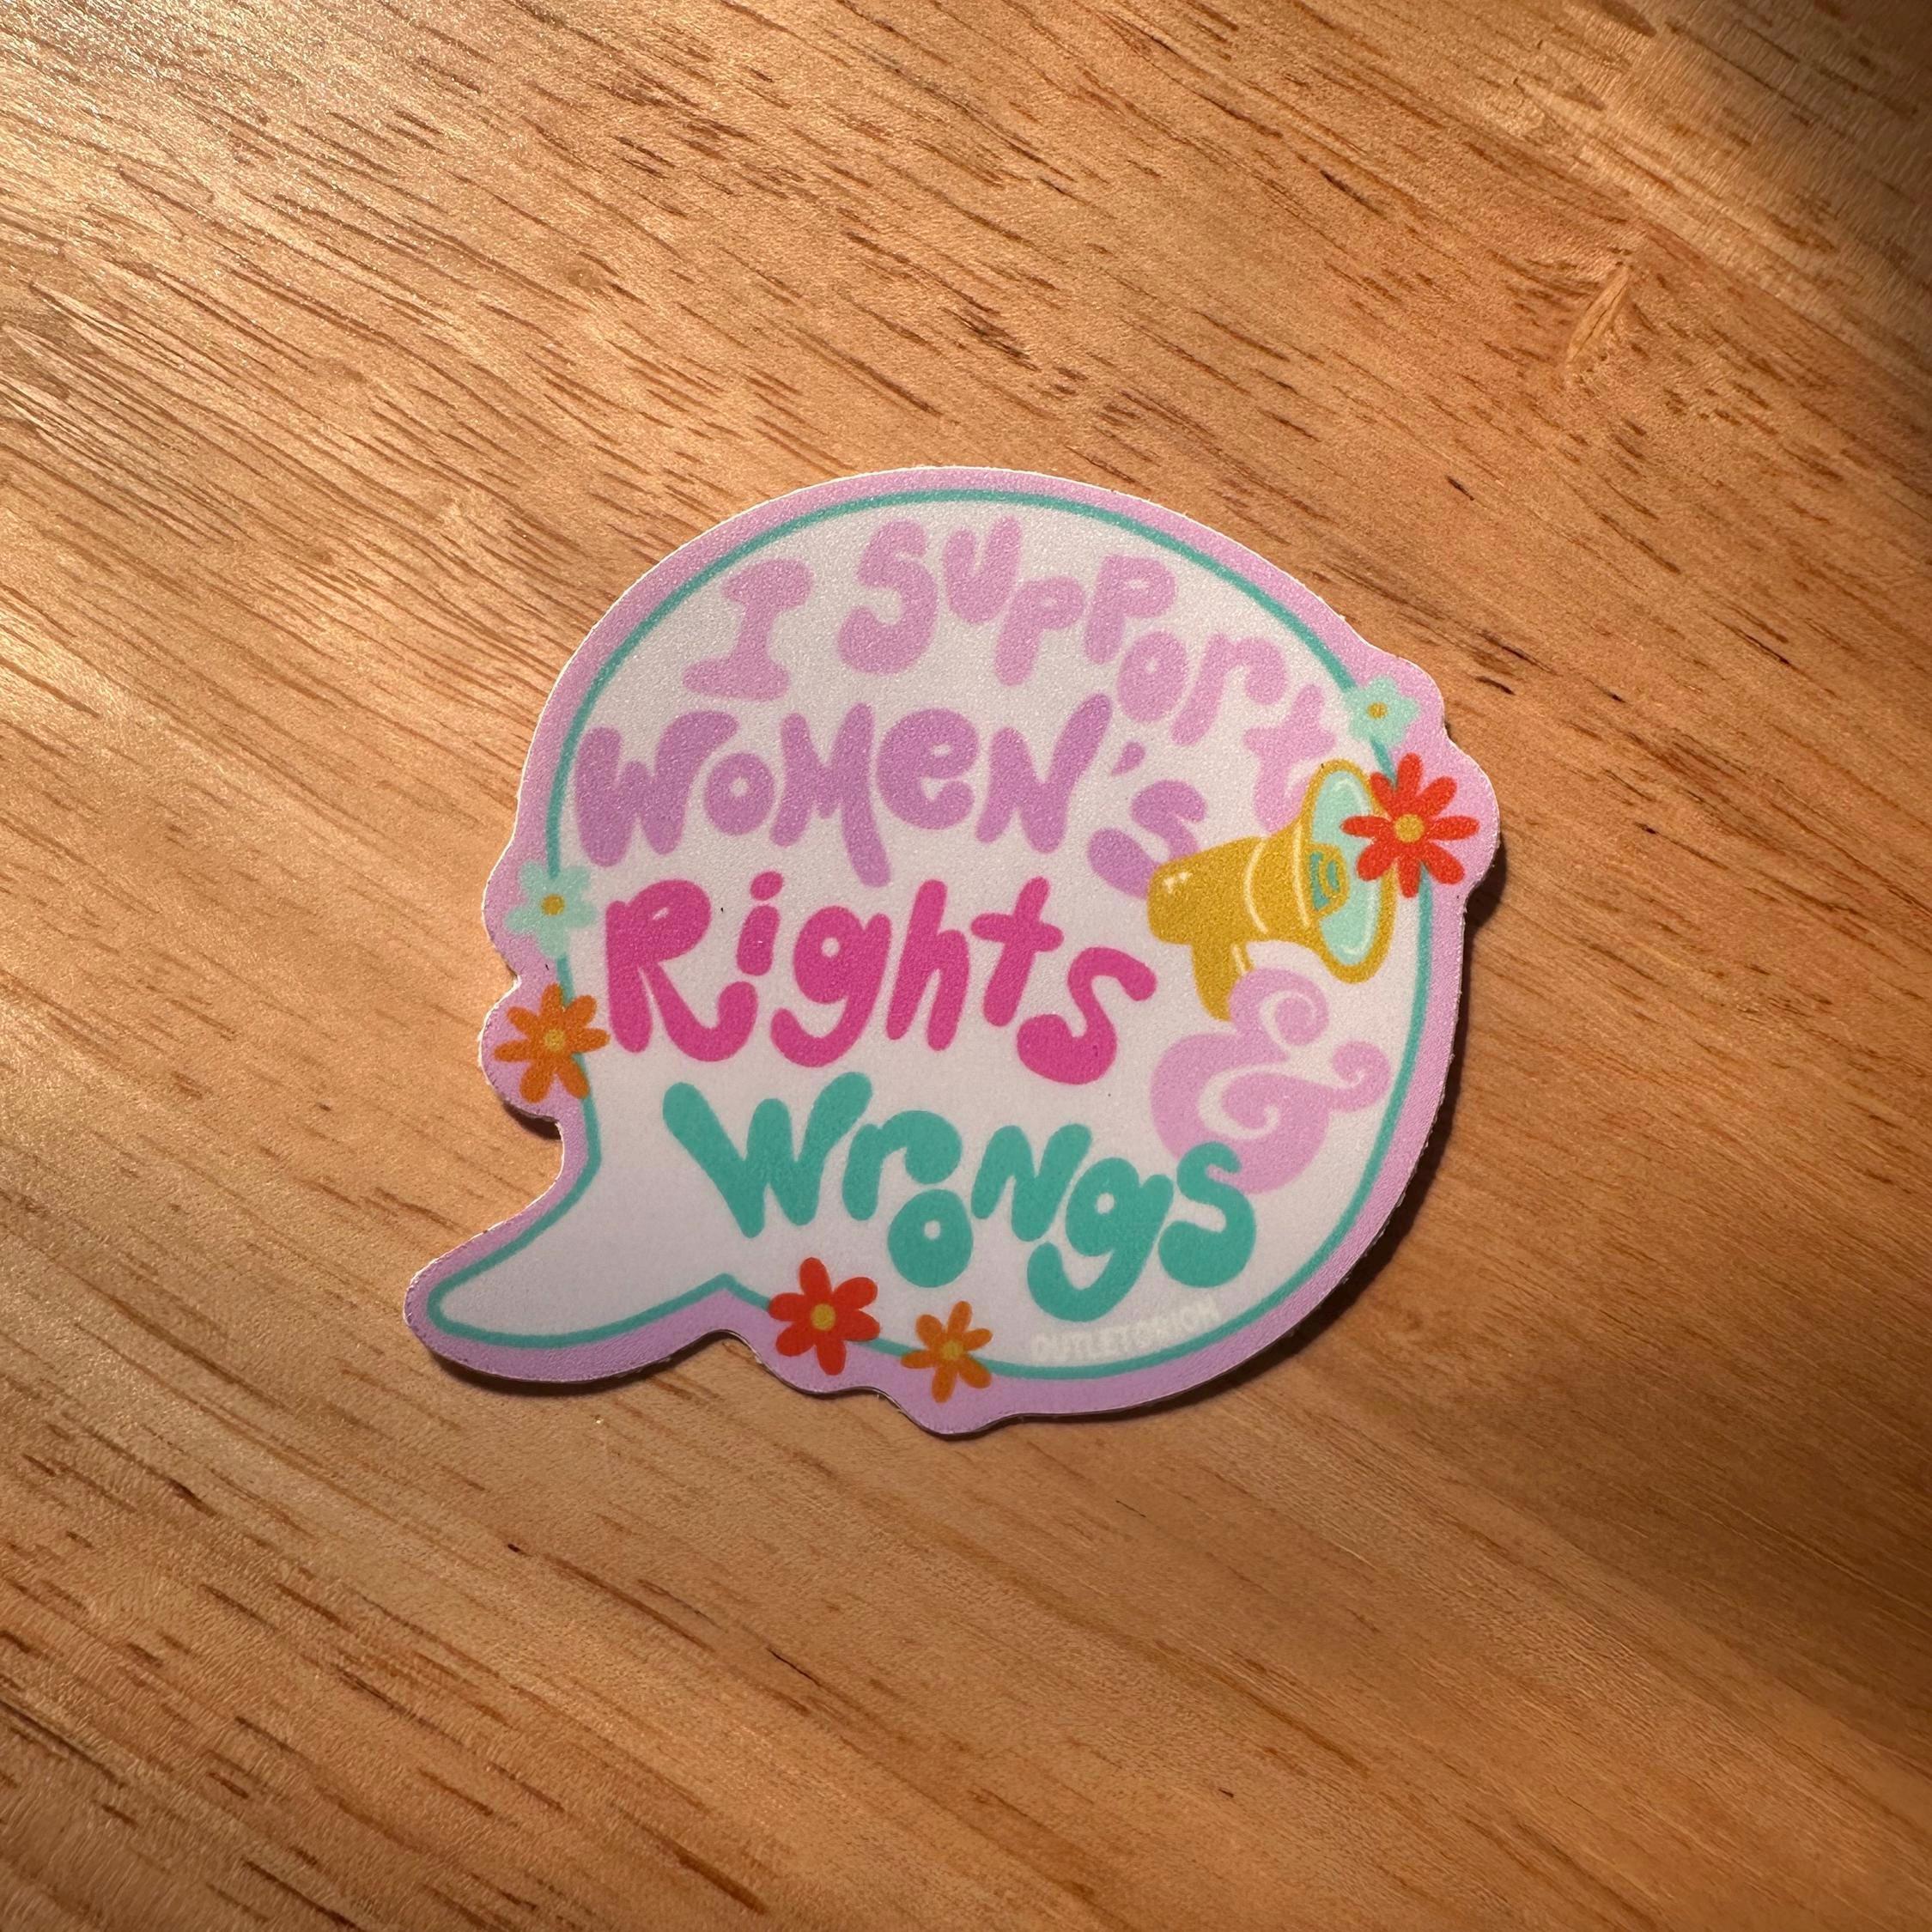 I Support
Women's
Rights
&
Wrongs